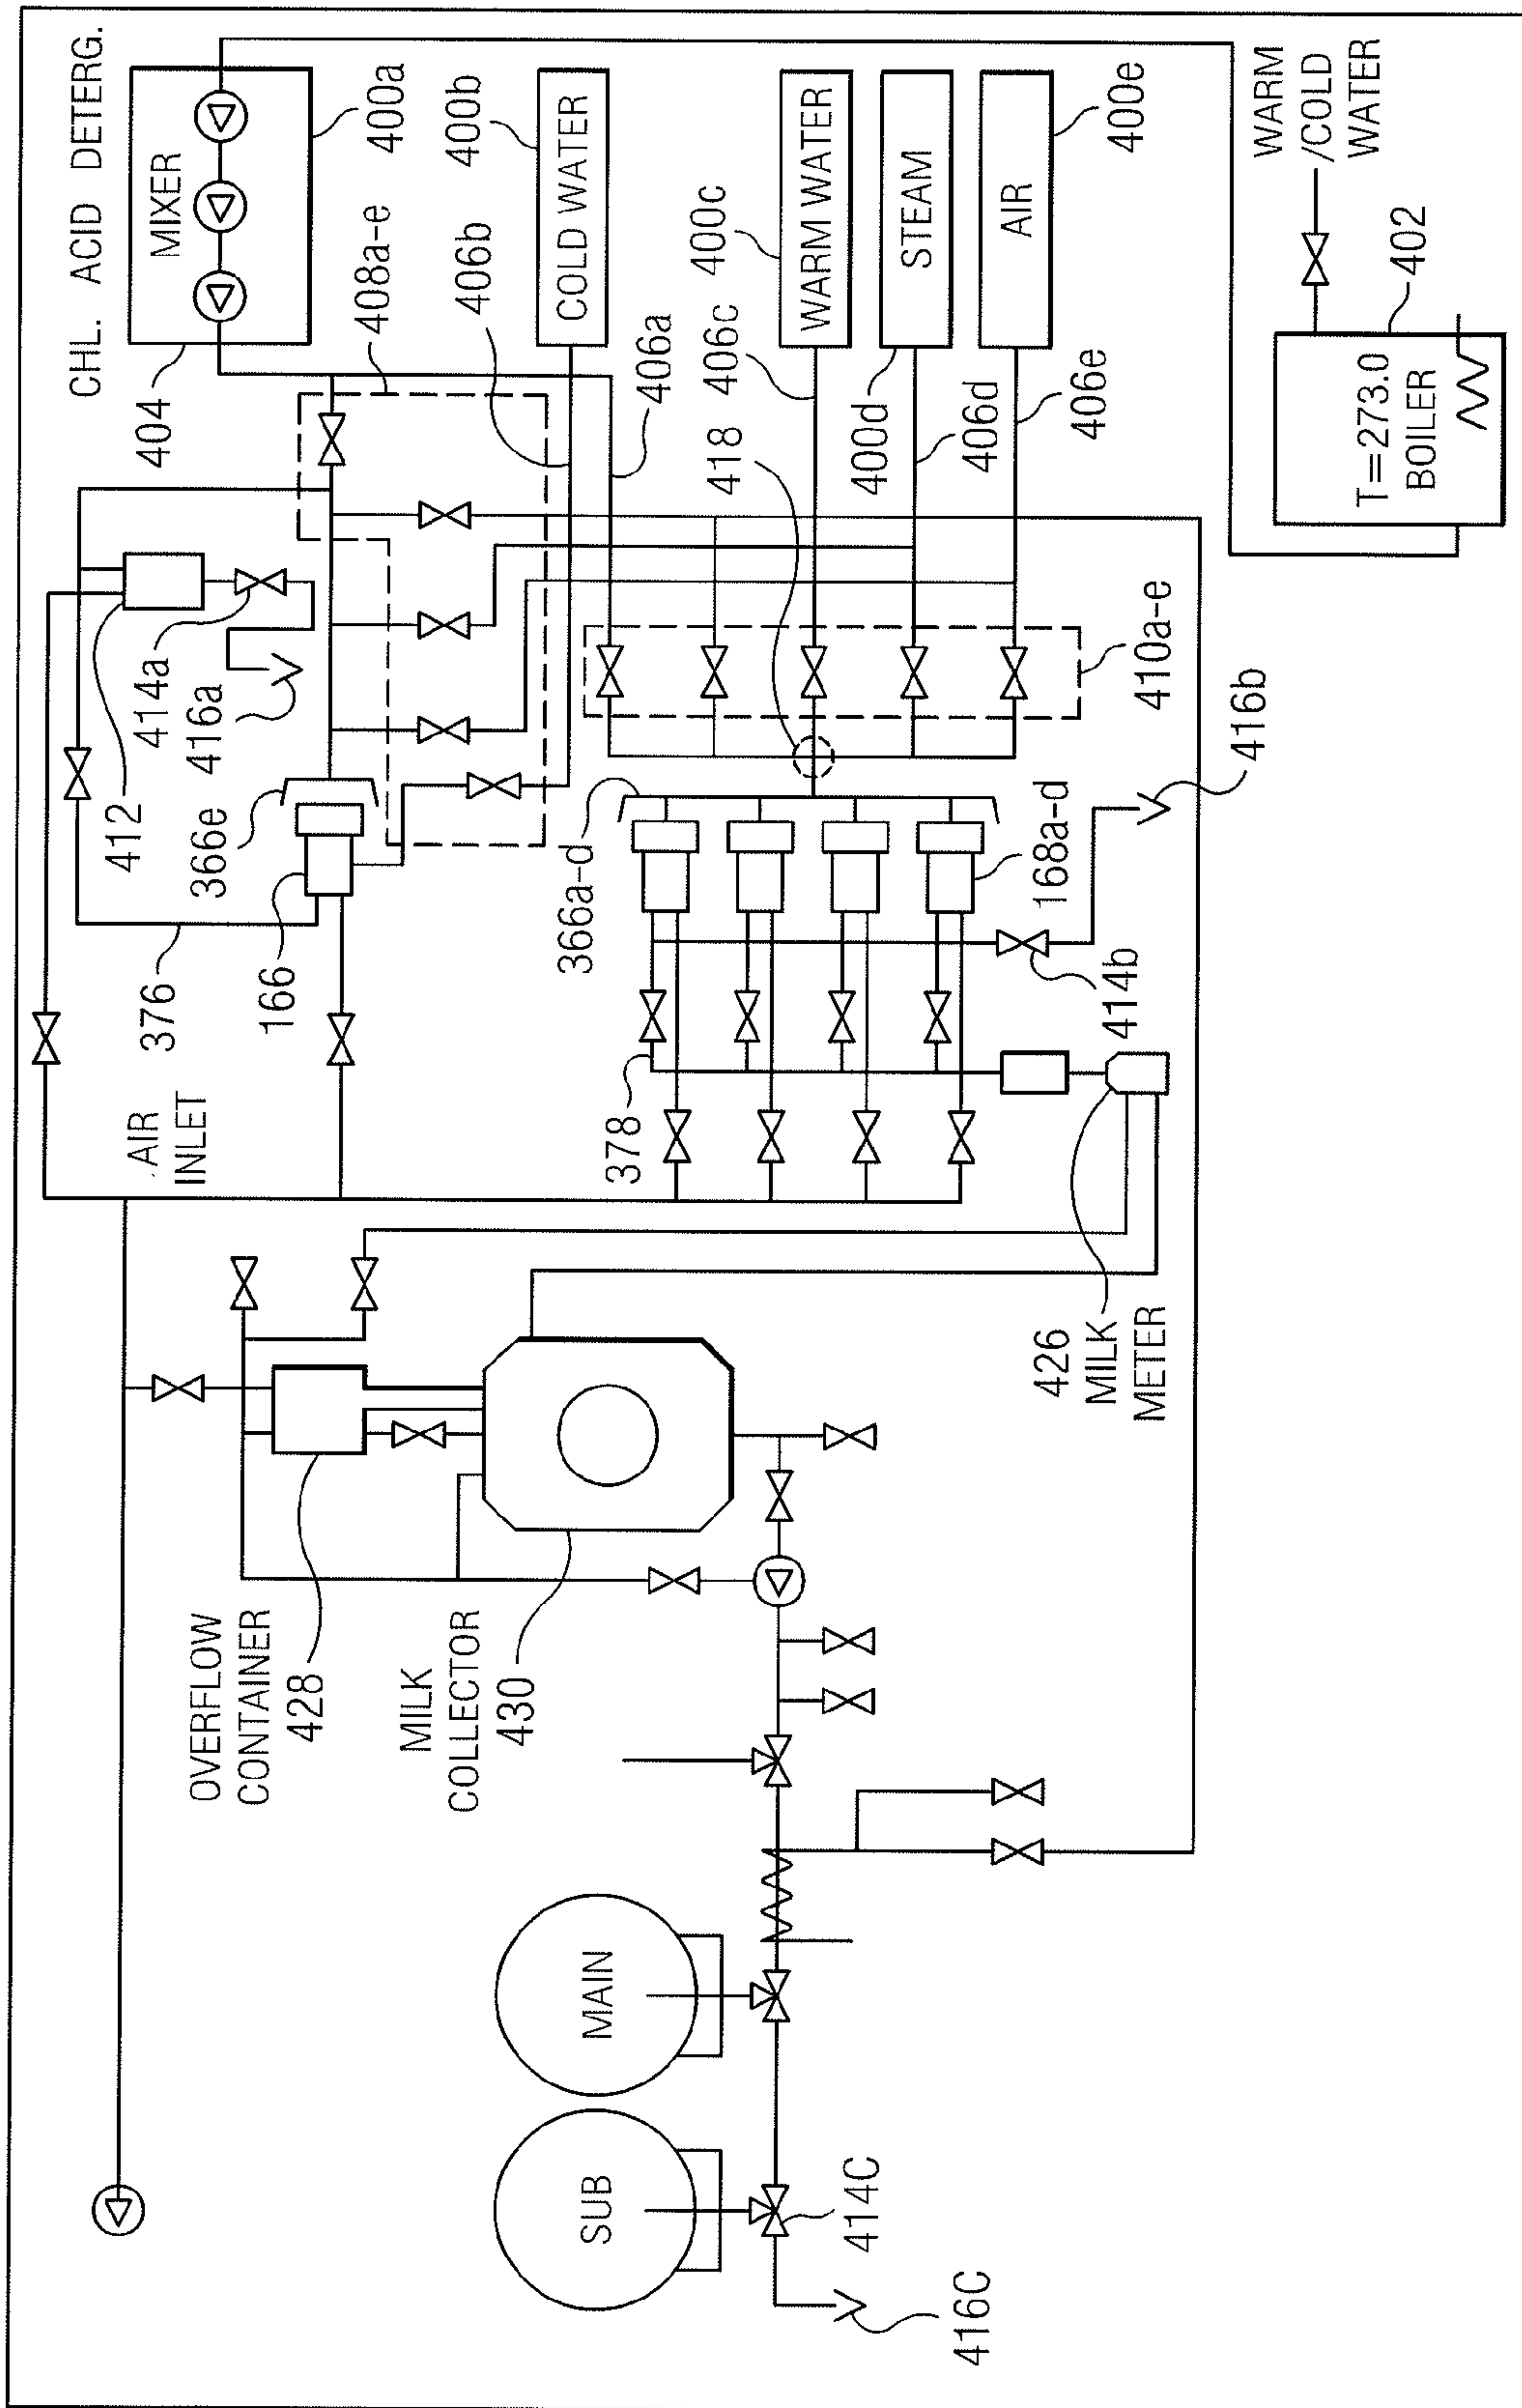 CHL. ACID DETERG.
MIXER
404
400a
408a-e
400b
COLD WATER
406b
406a
412
414a
416a
366e
376
166
AIR
INLET
400c
WARM WATER
406c
418
400d
STEAM
406d
AIR
400e
406e
410a-e
366a-d
168a-d
416b
414b
378
WARM
/COLD
WATER
402
T=273.0
BOILER
426
MILK
METER
OVERFLOW
CONTAINER
428
MILK
COLLECTOR
430
MAIN
SUB
414C
416C